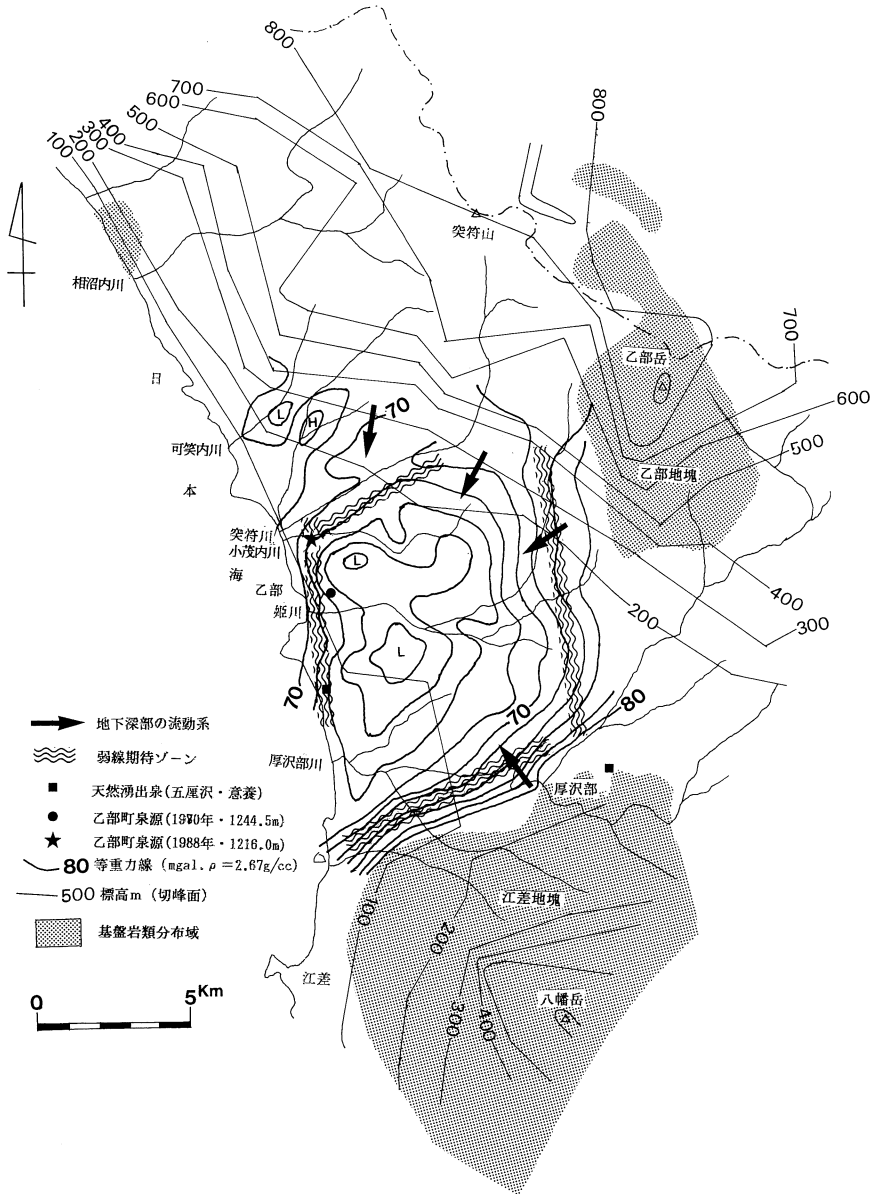 800
700
600
500
400
300
200
100
800
突符山
相沼内川
乙部岳
700
日
600
L
H
70
可笑内川
500
乙部地塊
本
突符川
小茂内川
L
海
乙部
400
姫川
200
300
L
70
70
80
地下深部の流動系
弱線期待ゾーン
厚沢部川
天然湧出泉(五厘沢・意養)
厚沢部
乙部町泉源(1970年・1244.5m)
乙部町泉源(1988年・1216.0m)
80 等重力線 (mgal. ρ=2.67g/cc)
500 標高m (切峰面)
江差地塊
100
200
基盤岩類分布域
江差
八幡岳
300
400
0
5Km